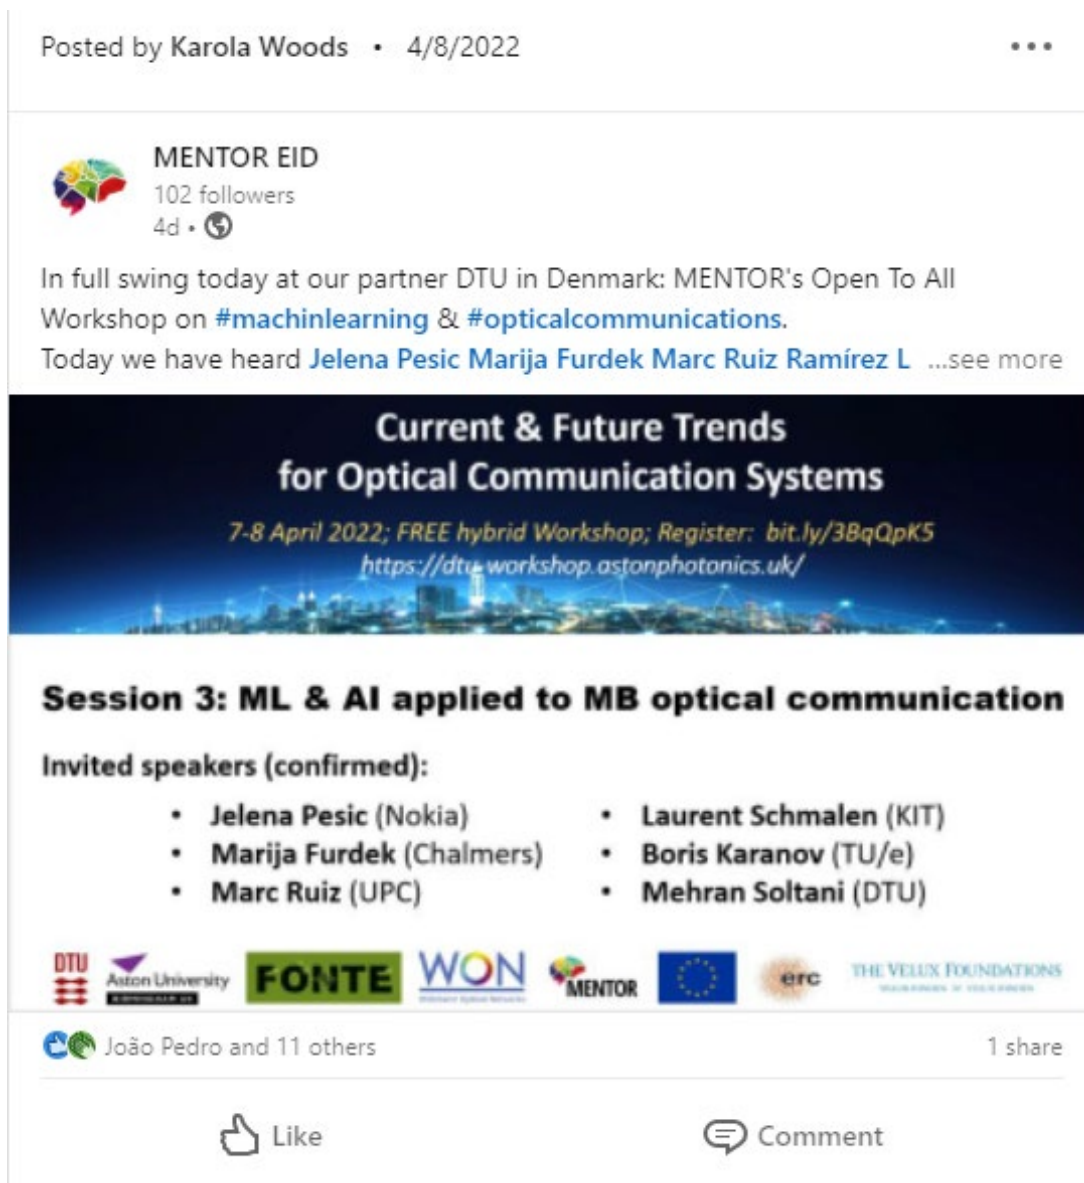 Posted by Karola Woods • 4/8/2022
MENTOR EID
102 followers
4d •
In full swing today at our partner DTU in Denmark: MENTOR's Open To All
Workshop on #machinlearning & #opticalcommunications.
Today we have heard Jelena Pesic Marija Furdek Marc Ruiz Ramírez L ...see more
Current & Future Trends
for Optical Communication Systems
7-8 April 2022; FREE hybrid Workshop; Register: bit.ly/3BqQpK5
https://dtu-workshop.astonphotonics.uk/
Session 3: ML & AI applied to MB optical communication
Invited speakers (confirmed):
• Jelena Pesic (Nokia)
• Marija Furdek (Chalmers)
• Marc Ruiz (UPC)
• Laurent Schmalen (KIT)
• Boris Karanov (TU/e)
• Mehran Soltani (DTU)
DTU
Aston University
FONTE
WON
MENTOR
erc
THE VELUX FOUNDATIONS
João Pedro and 11 others
1 share
Like
Comment